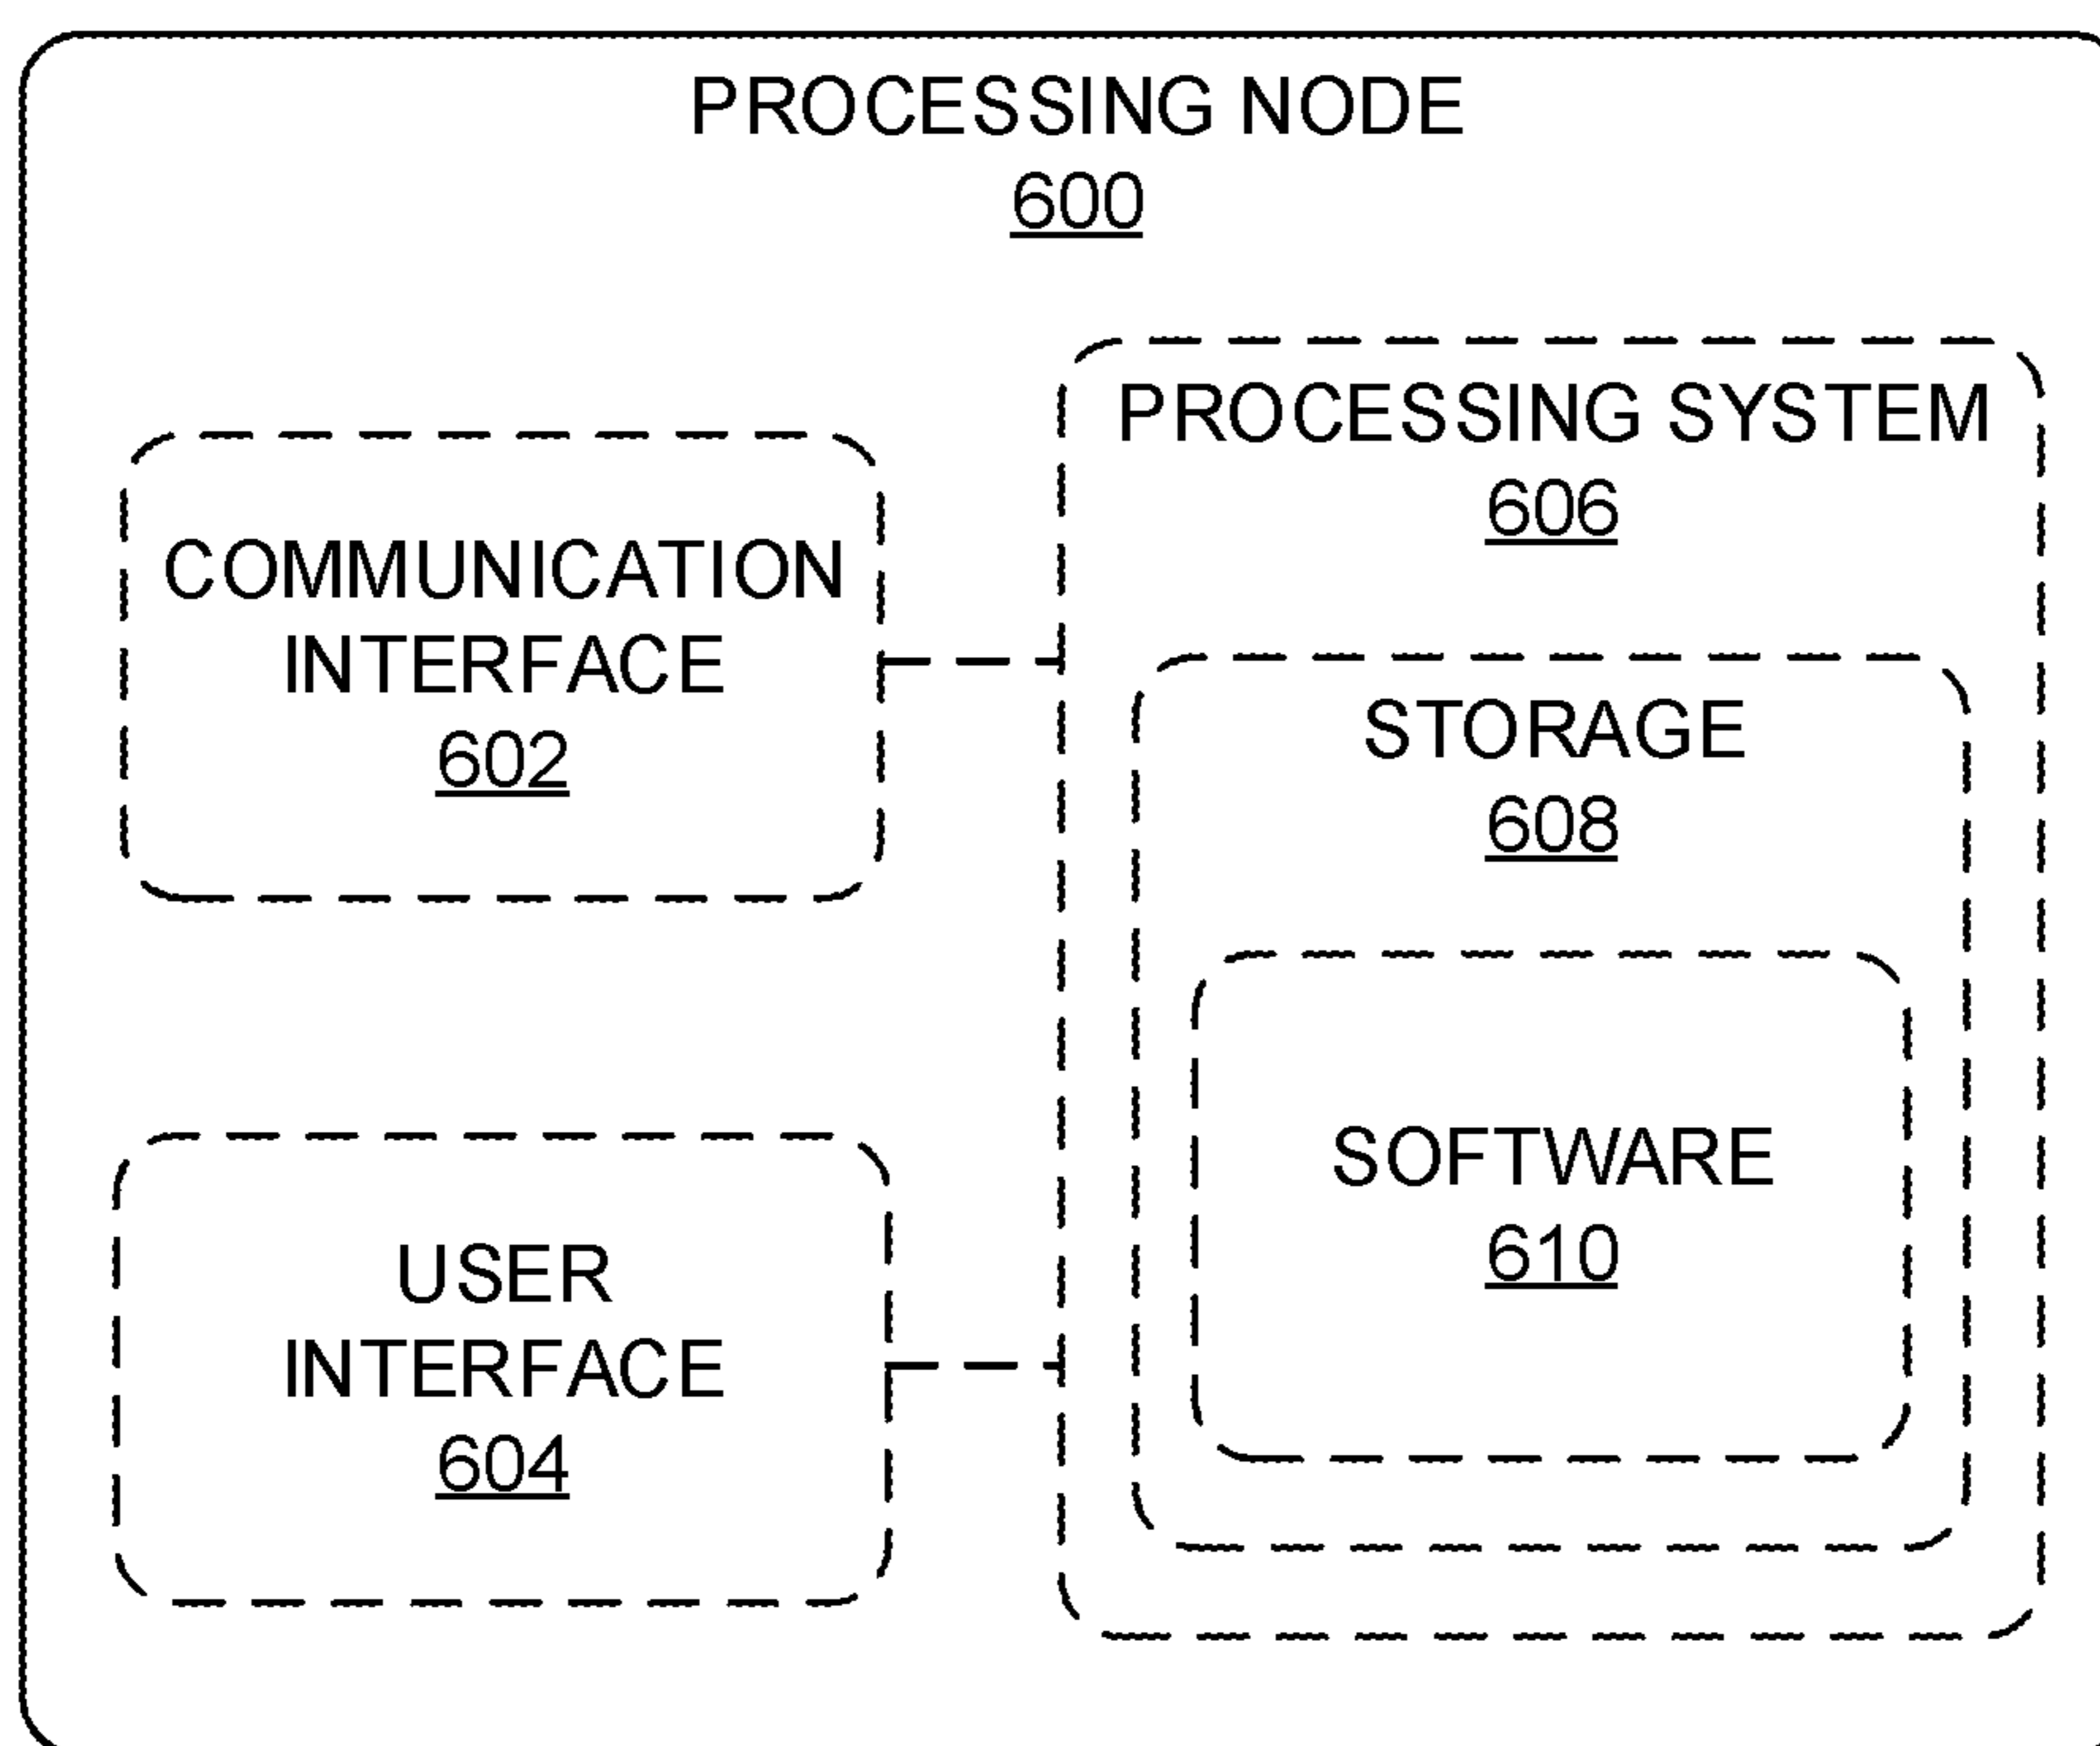 PROCESSING NODE
600
COMMUNICATION
INTERFACE
602
USER
INTERFACE
604
PROCESSING SYSTEM
606
STORAGE
608
SOFTWARE
610